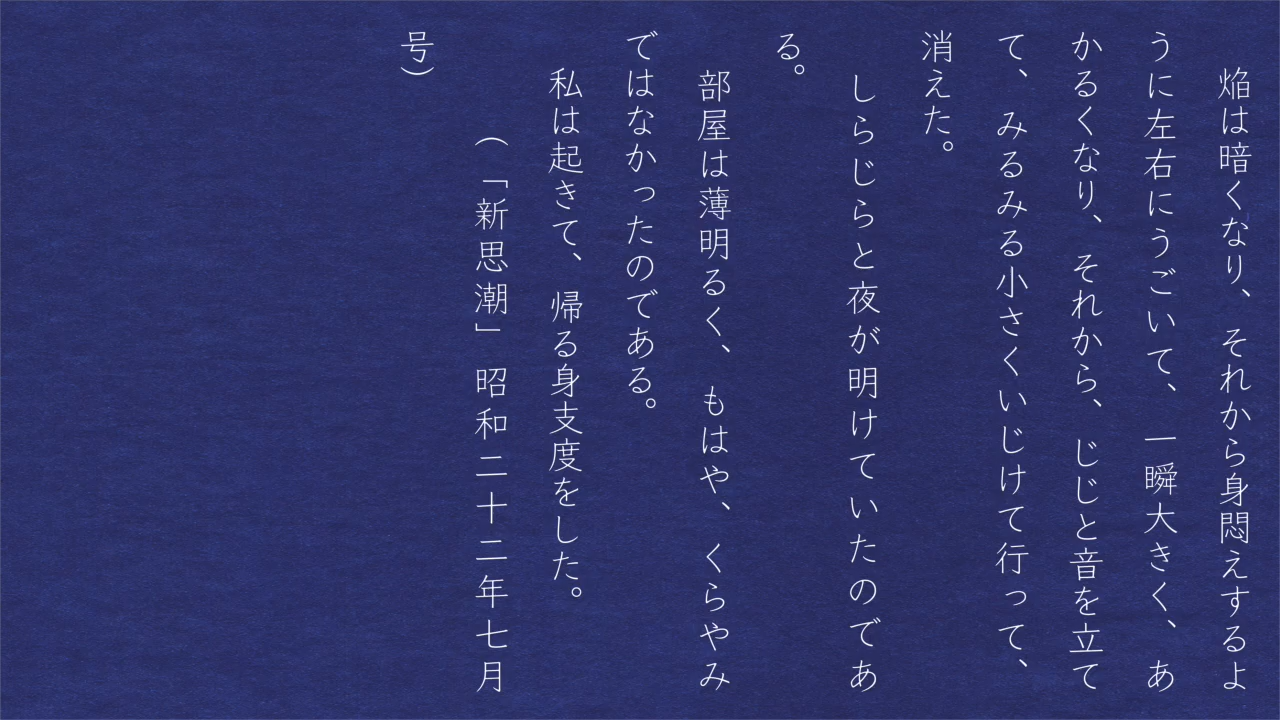 焔は暗くなり、それから身悶えするよ
うに左右にうごいて、一瞬大きく、あ
かるくなり、それから、じじと音を立て
て、みるみる小さくいじけて行って、
消えた。
しらじらと夜が明けていたのであ
る。
部屋は薄明るく、もはや、くらやみ
ではなかったのである。
私は起きて、帰る身支度をした。
（「新思潮」昭和二十二年七月
号）